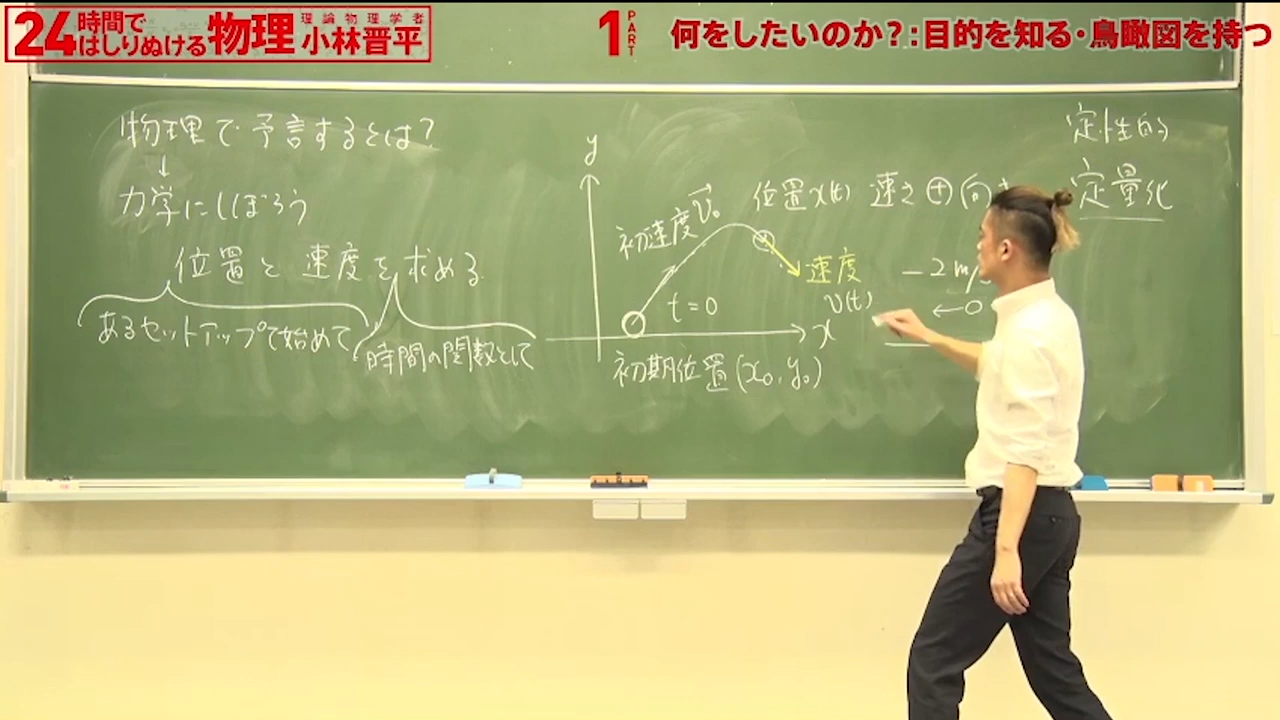 24時間で
はしりぬける物理
理論物理学者
小林晋平
1 PART
何をしたいのか?:目的を知る・鳥瞰図を持つ
物理で予言するとは?
↓
力学にしぼろう
位置と速度を求める
あるセットアップで始めて
時間の関数として
y
初速度 v⃗₀
t=0
x
初期位置(x₀, y₀)
位置x(t) 速さ⊕向き
速度
v(t)
-2m/
←○
定性的
定量化